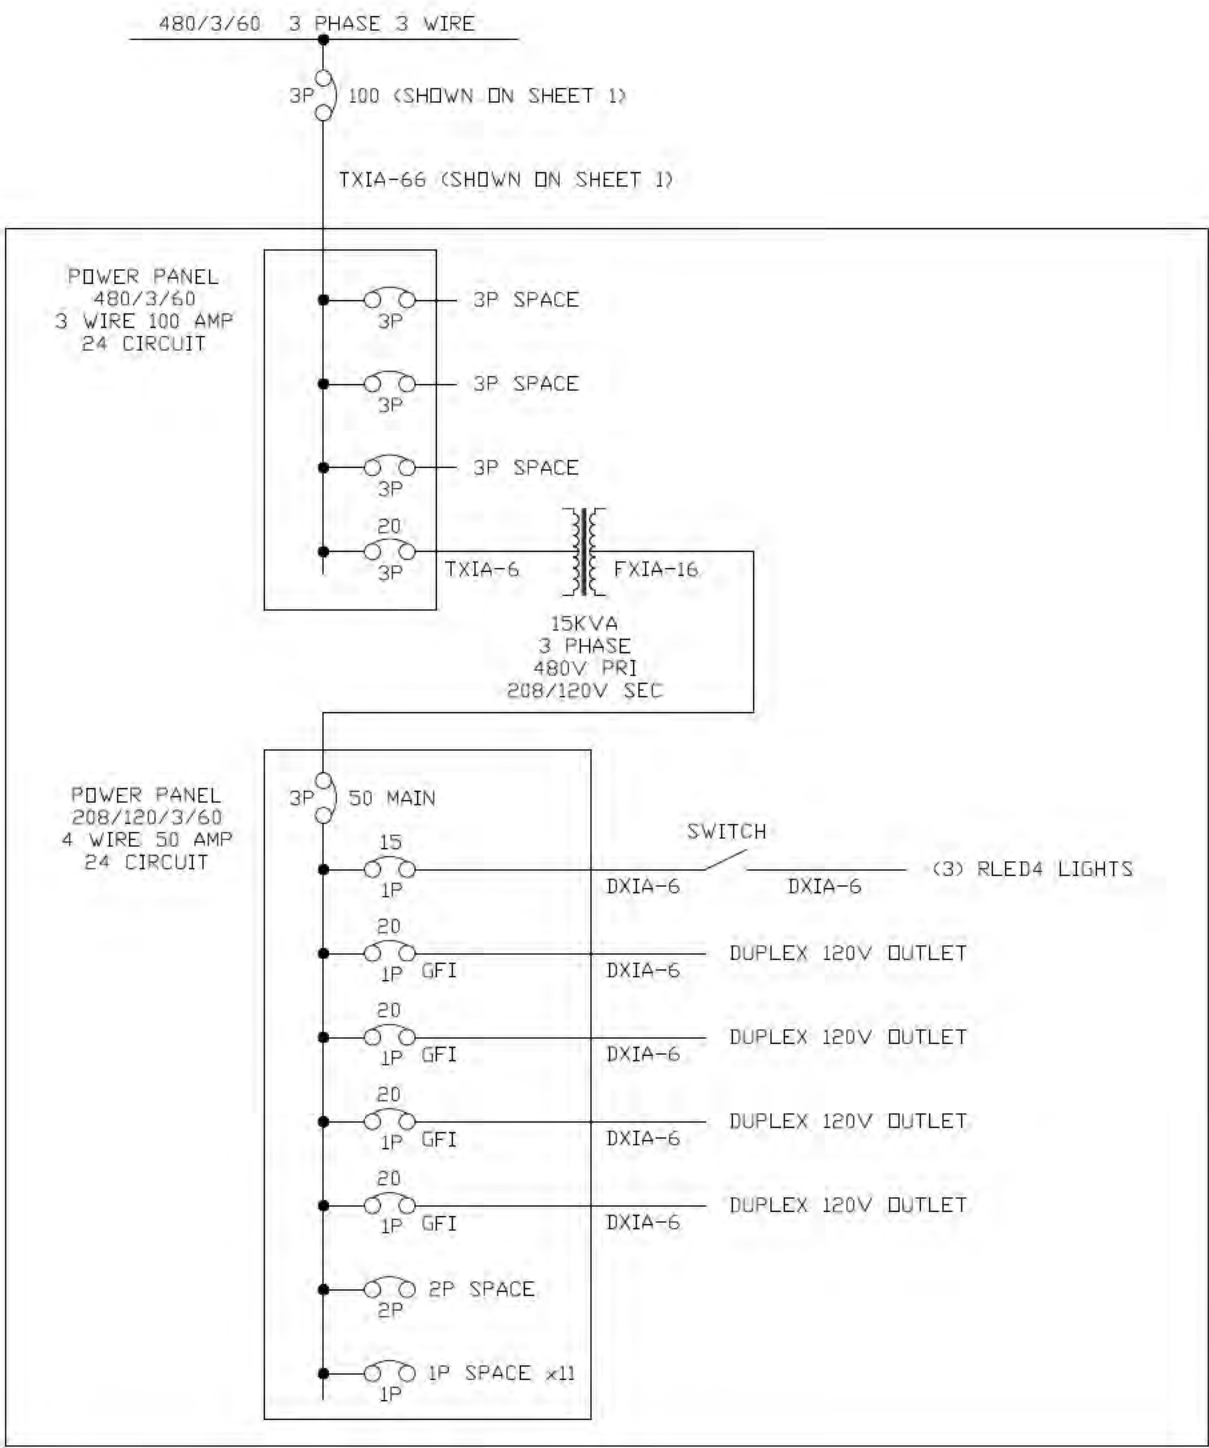 480/3/60 3 PHASE 3 WIRE
3P 100 (SHOWN ON SHEET 1)
TXIA-66 (SHOWN ON SHEET 1)
POWER PANEL
480/3/60
3 WIRE 100 AMP
24 CIRCUIT
3P SPACE
3P
3P SPACE
3P
3P SPACE
3P
20
3P
TXIA-6
FXIA-16
15KVA
3 PHASE
480V PRI
208/120V SEC
POWER PANEL
208/120/3/60
4 WIRE 50 AMP
24 CIRCUIT
3P 50 MAIN
15
1P
DXIA-6
SWITCH
DXIA-6
(3) RLED4 LIGHTS
20
1P GFI
DXIA-6
DUPLEX 120V OUTLET
20
1P GFI
DXIA-6
DUPLEX 120V OUTLET
20
1P GFI
DXIA-6
DUPLEX 120V OUTLET
20
1P GFI
DXIA-6
DUPLEX 120V OUTLET
2P SPACE
2P
1P SPACE x11
1P